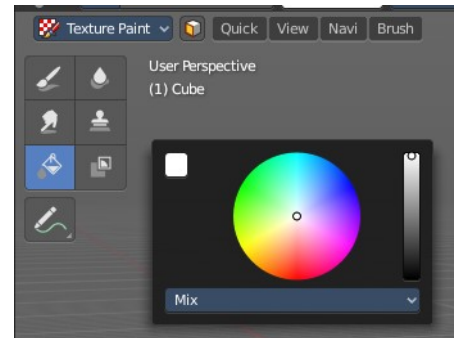 Texture Paint Quick View Navi Brush
User Perspective
(1) Cube
Mix